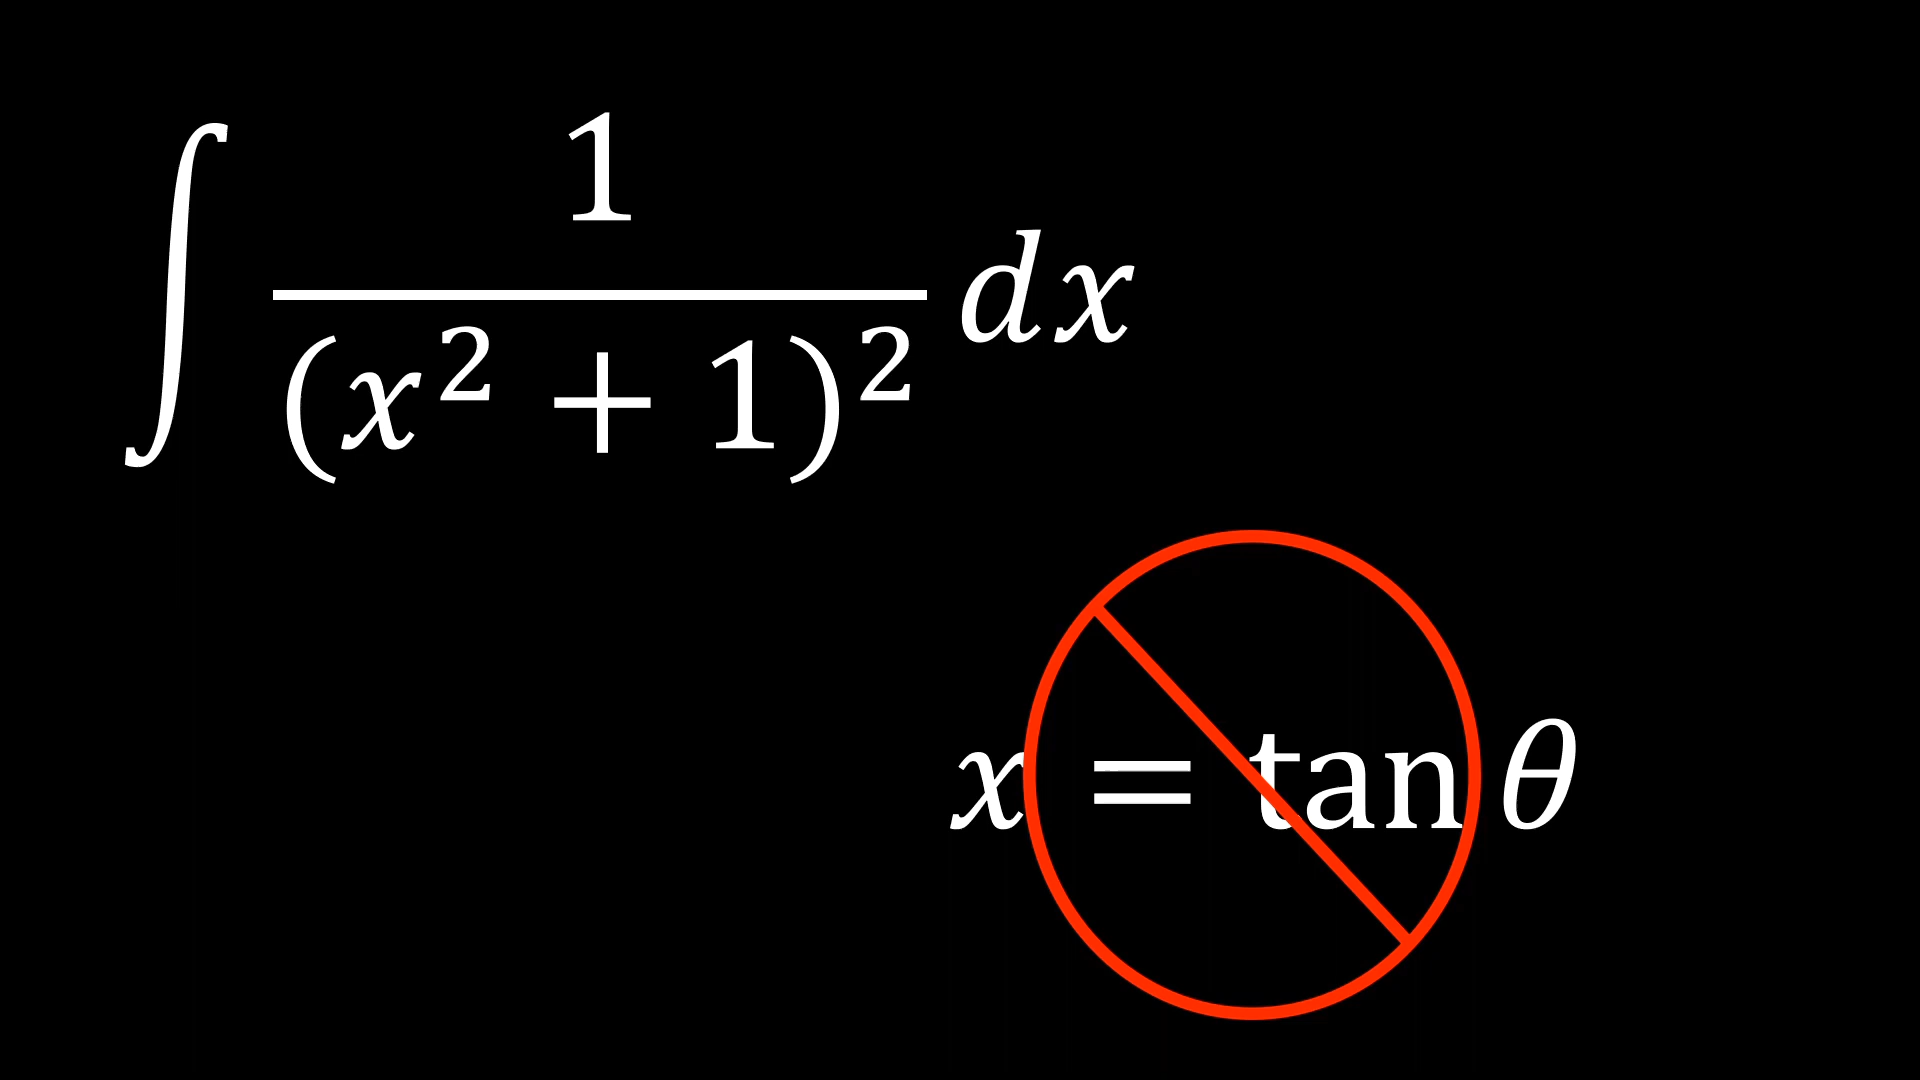 ∫ 1/(x² + 1)² dx
x = tan θ